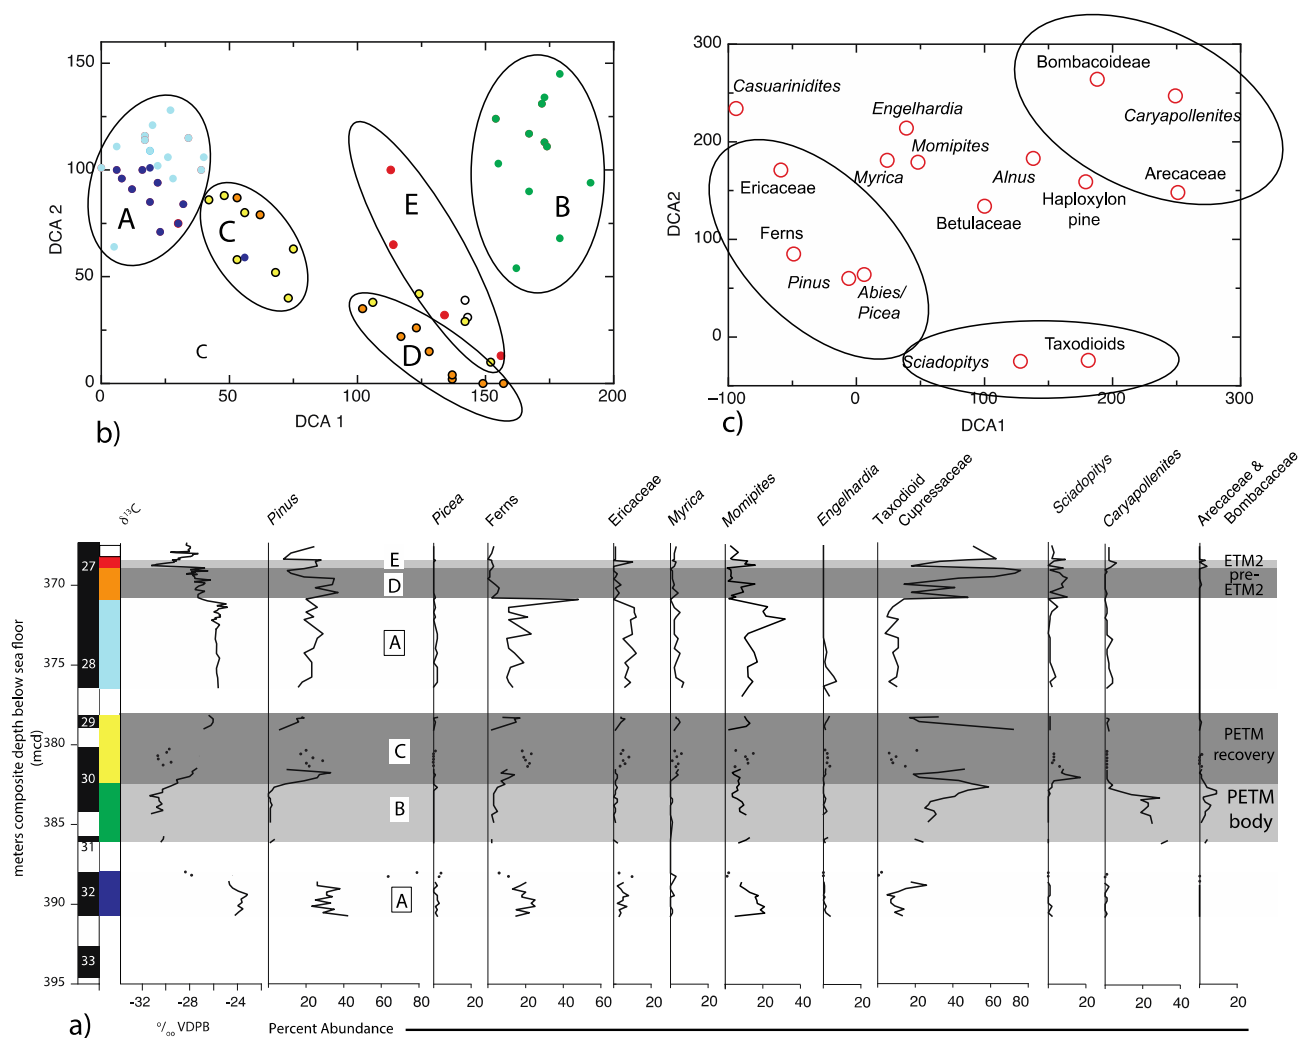 150
100
50
0
DCA 2
A
C
E
B
D
C
0
50
100
150
200
DCA 1
b)
300
200
100
0
DCA2
Casuarinidites
Engelhardia
Momipites
Myrica
Bombacoideae
Caryapollenites
Alnus
Arecaceae
Haploxylon
pine
Betulaceae
Ericaceae
Ferns
Pinus
Abies/
Picea
Sciadopitys
Taxodioids
−100
0
100
200
300
DCA1
c)
δ¹³C
Pinus
Picea
Ferns
Ericaceae
Myrica
Momipites
Engelhardia
Taxodioid
Cupressaceae
Sciadopitys
Caryapollenites
Arecaceae &
Bombacaceae
meters composite depth below sea floor
(mcd)
370
375
380
385
390
395
27
28
29
30
31
32
33
E
D
A
C
B
A
ETM2
pre-
ETM2
PETM
recovery
PETM
body
-32 -28 -24
20 40 60 80
20
20 40 60
20
20
20 40
20
20 40 60 80
20
20 40
20
a)
o/oo VDPB
Percent Abundance